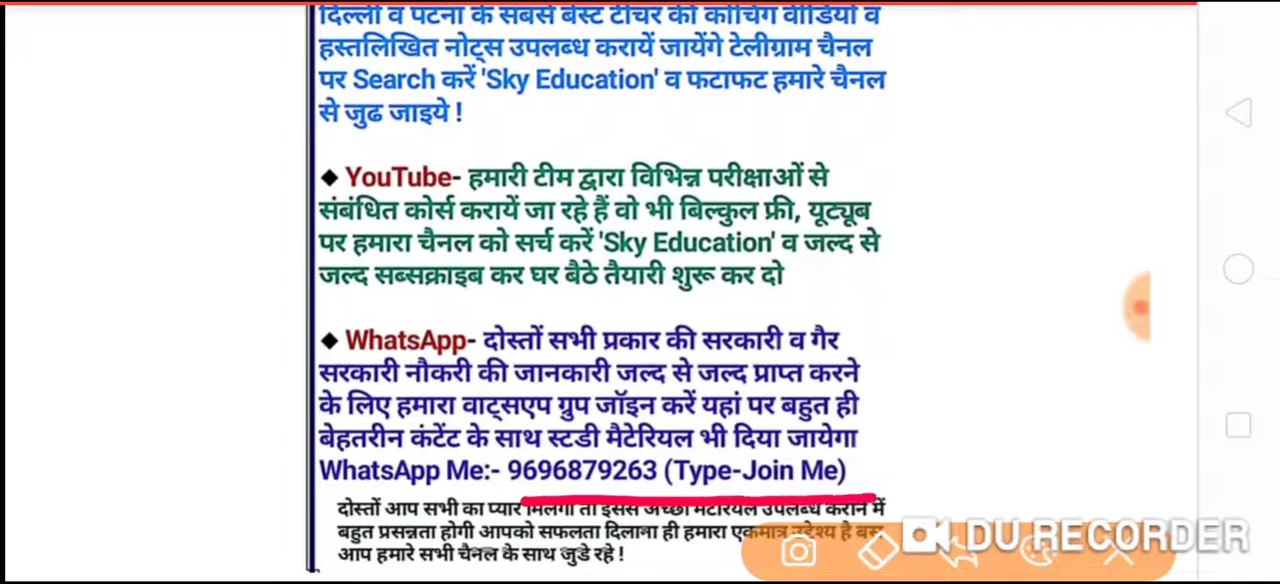 दिल्ली व पटना के सबसे बेस्ट टीचर की कोचिंग वीडियो व
हस्तलिखित नोट्स उपलब्ध करायें जायेंगे टेलीग्राम चैनल
पर Search करें 'Sky Education' व फटाफट हमारे चैनल
से जुढ जाइये !
◆ YouTube- हमारी टीम द्वारा विभिन्न परीक्षाओं से
संबंधित कोर्स करायें जा रहे हैं वो भी बिल्कुल फ्री, यूट्यूब
पर हमारा चैनल को सर्च करें 'Sky Education' व जल्द से
जल्द सब्सक्राइब कर घर बैठे तैयारी शुरू कर दो
◆ WhatsApp- दोस्तों सभी प्रकार की सरकारी व गैर
सरकारी नौकरी की जानकारी जल्द से जल्द प्राप्त करने
के लिए हमारा वाट्सएप ग्रुप जॉइन करें यहां पर बहुत ही
बेहतरीन कंटेंट के साथ स्टडी मैटेरियल भी दिया जायेगा
WhatsApp Me:- 9696879263 (Type-Join Me)
दोस्तों आप सभी का प्यार मिलेगा तो इससे अच्छा मटेरियल उपलब्ध कराने में
बहुत प्रसन्नता होगी आपको सफलता दिलाना ही हमारा एकमात्र उद्देश्य है बस
आप हमारे सभी चैनल के साथ जुडे रहे !
DU RECORDER